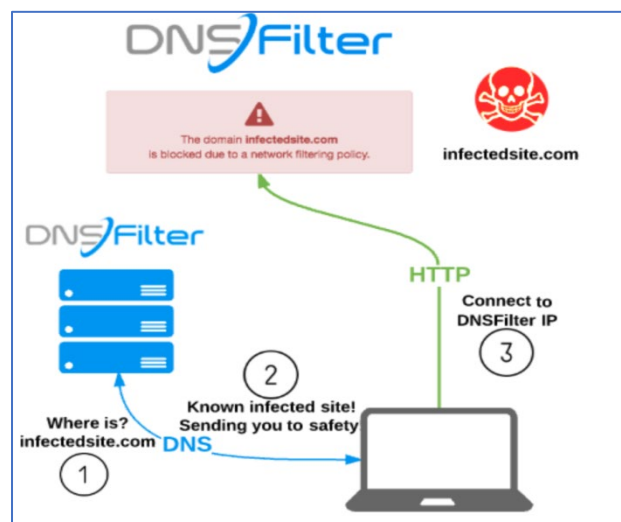 DNSFilter
The domain infectedsite.com
is blocked due to a network filtering policy.
infectedsite.com
DNSFilter
HTTP
Connect to
DNSFilter IP
3
2
Known infected site!
Sending you to safety
Where is?
infectedsite.com
DNS
1